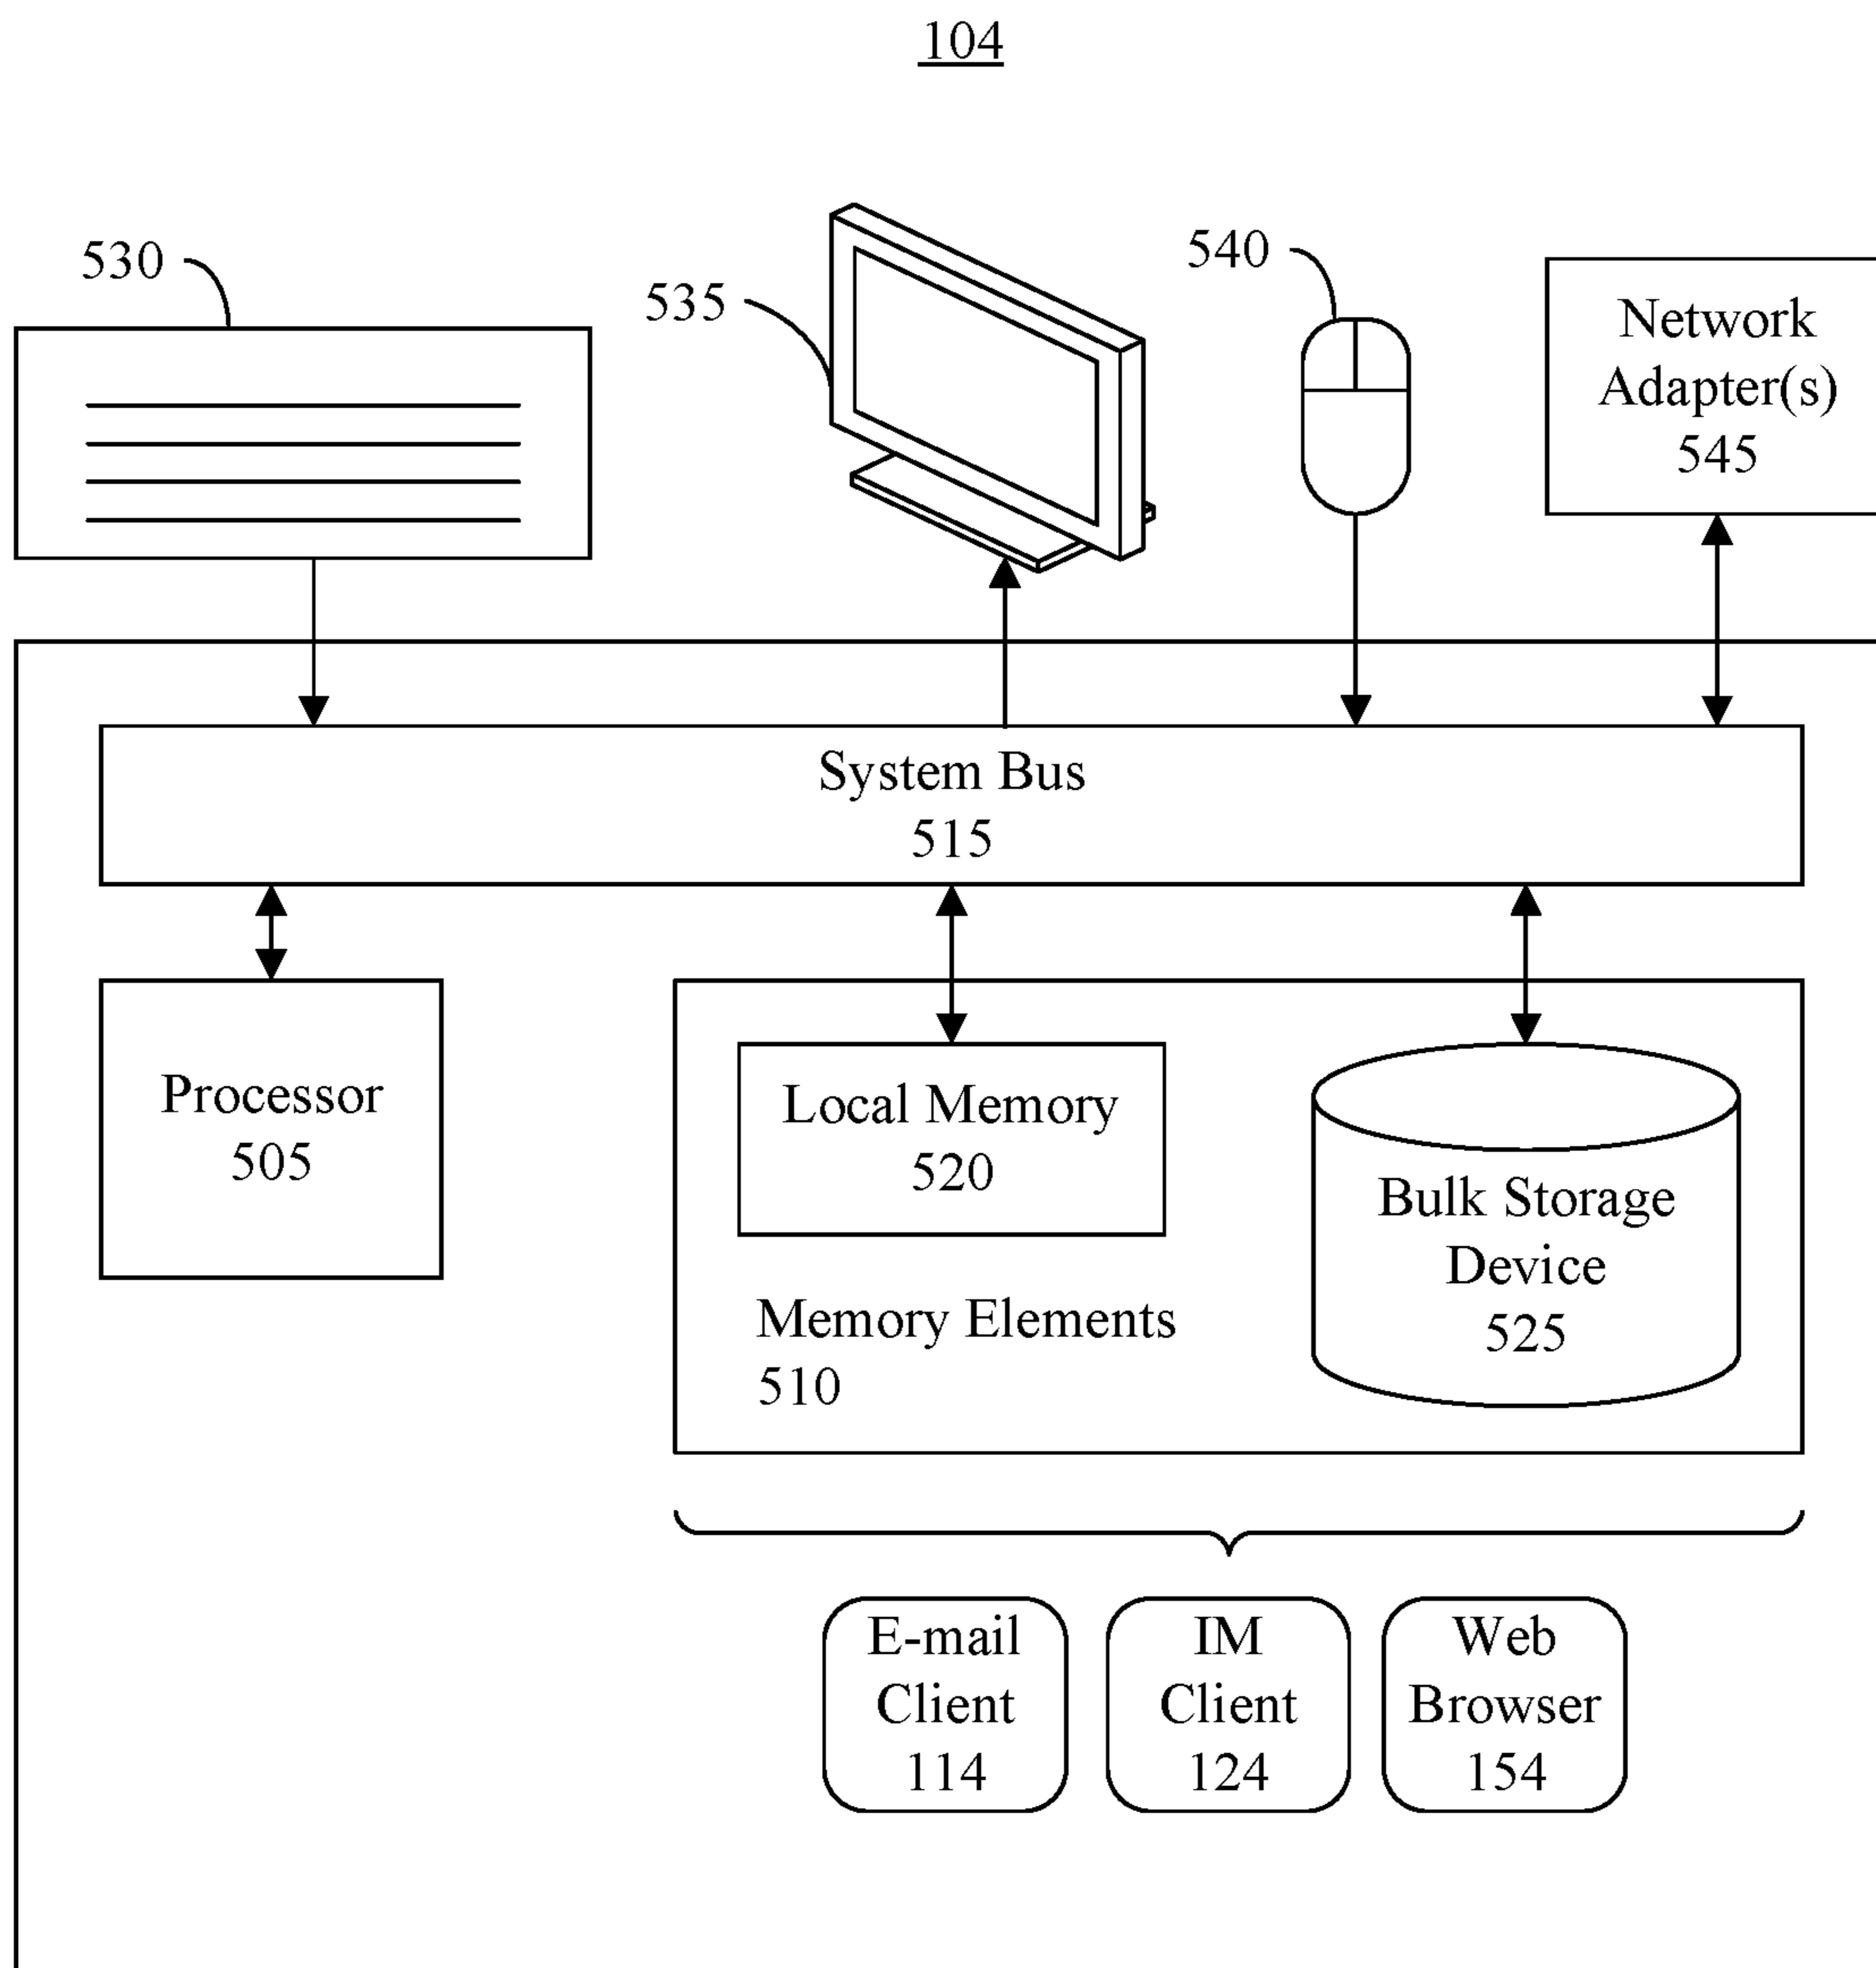 104
530
535
540
Network
Adapter(s)
545
System Bus
515
Processor
505
Local Memory
520
Memory Elements
510
Bulk Storage
Device
525
E-mail
Client
114
IM
Client
124
Web
Browser
154